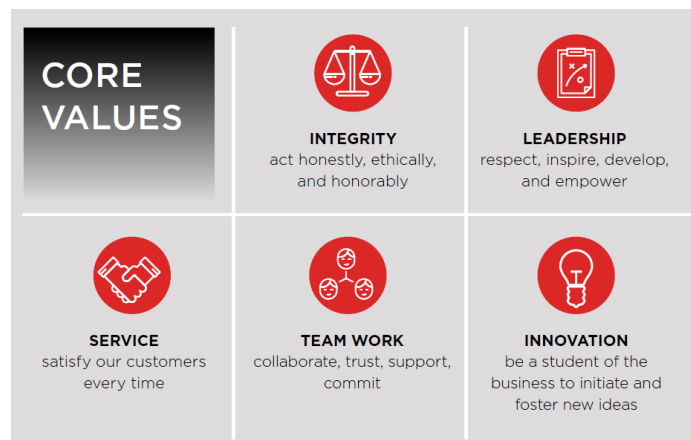 CORE
VALUES
INTEGRITY
act honestly, ethically,
and honorably
LEADERSHIP
respect, inspire, develop,
and empower
SERVICE
satisfy our customers
every time
TEAM WORK
collaborate, trust, support,
commit
INNOVATION
be a student of the
business to initiate and
foster new ideas